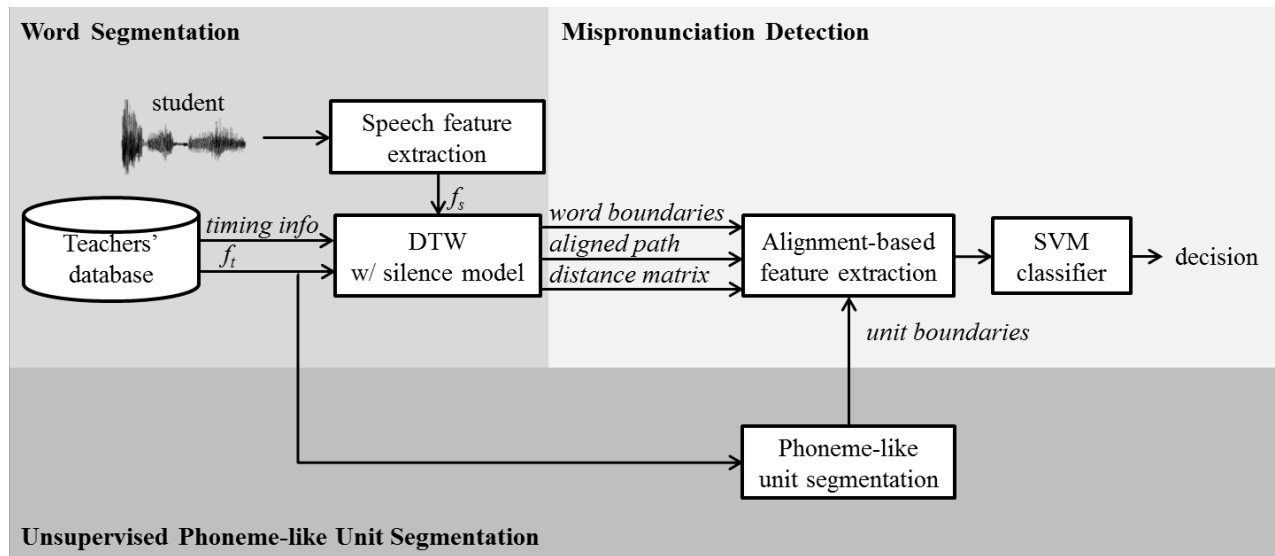 Word Segmentation
Mispronunciation Detection
student
Speech feature
extraction
fs
Teachers'
database
timing info
ft
DTW
w/ silence model
word boundaries
aligned path
distance matrix
Alignment-based
feature extraction
SVM
classifier
decision
unit boundaries
Phoneme-like
unit segmentation
Unsupervised Phoneme-like Unit Segmentation